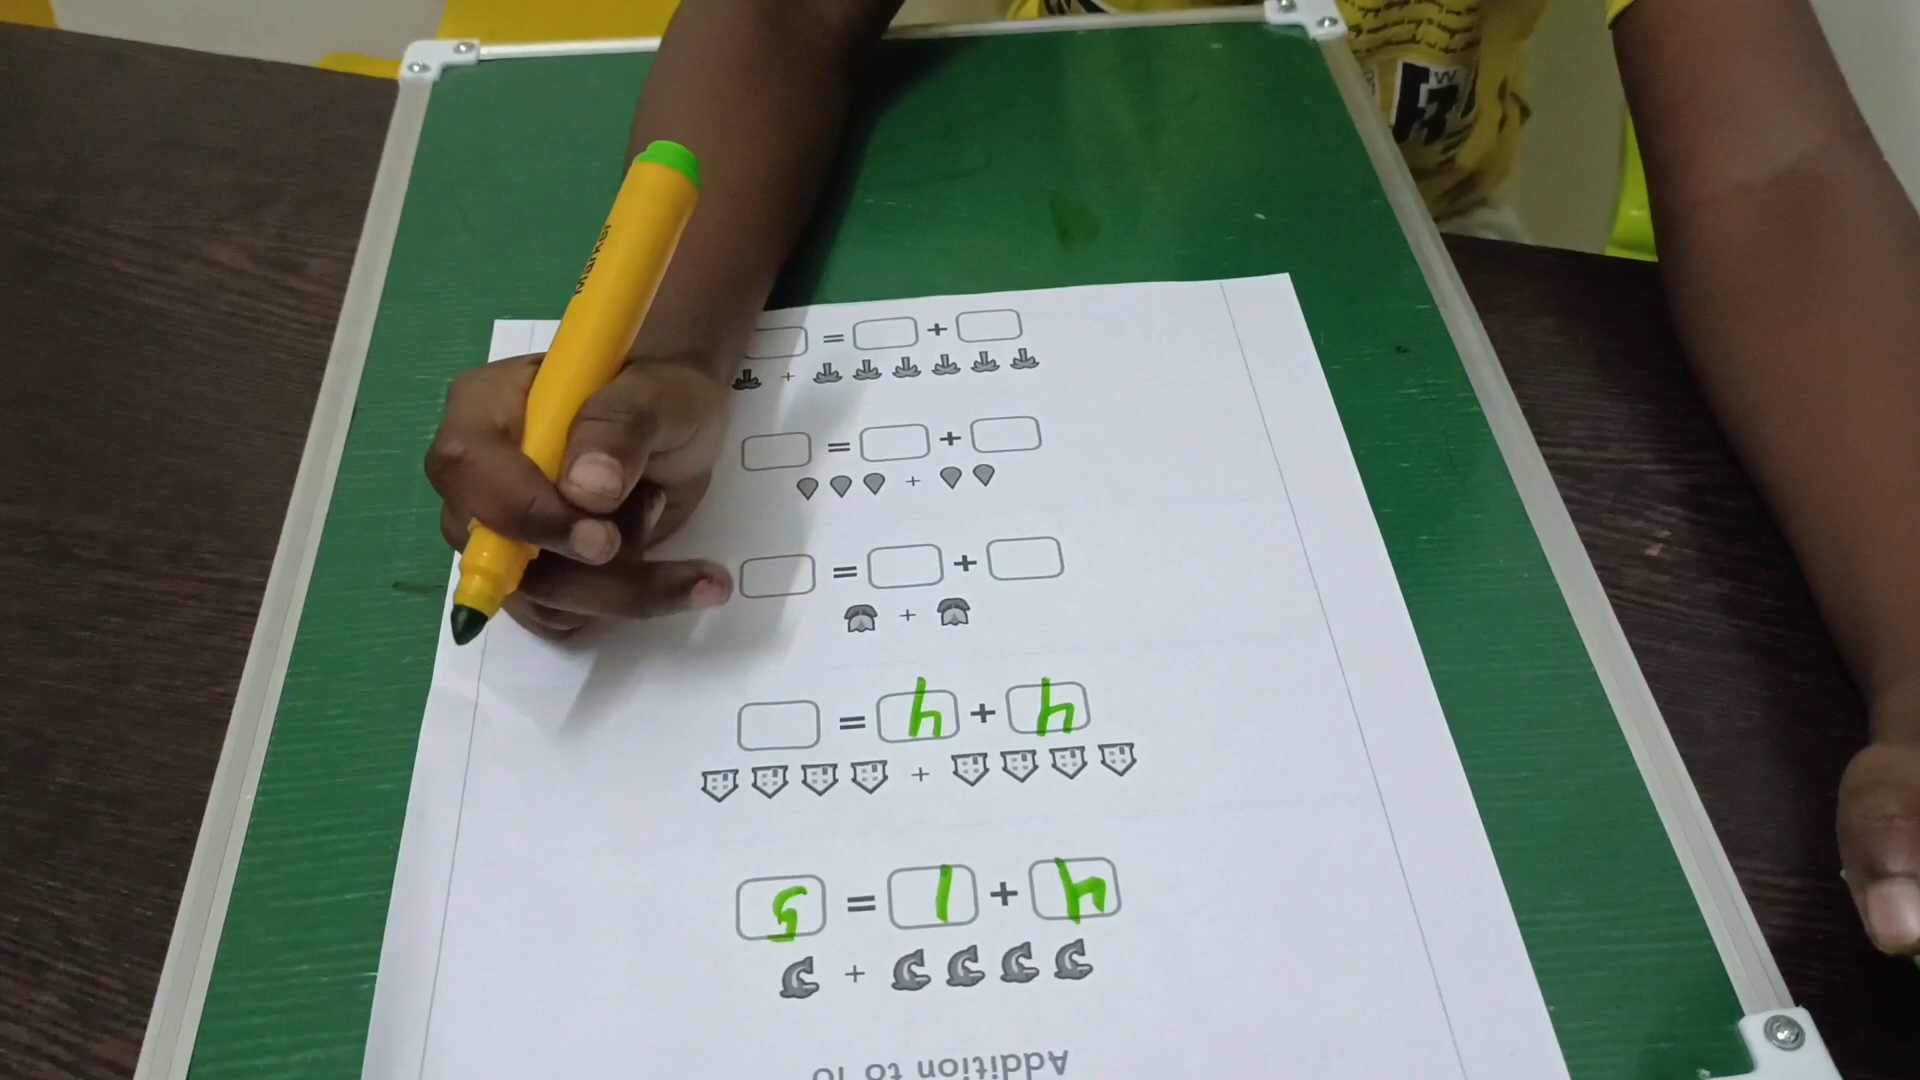 Addition to 10
+
4 + 1 = 5
+
4 + 4 =
+
+ =
+
+ =
+
+ =
Marker